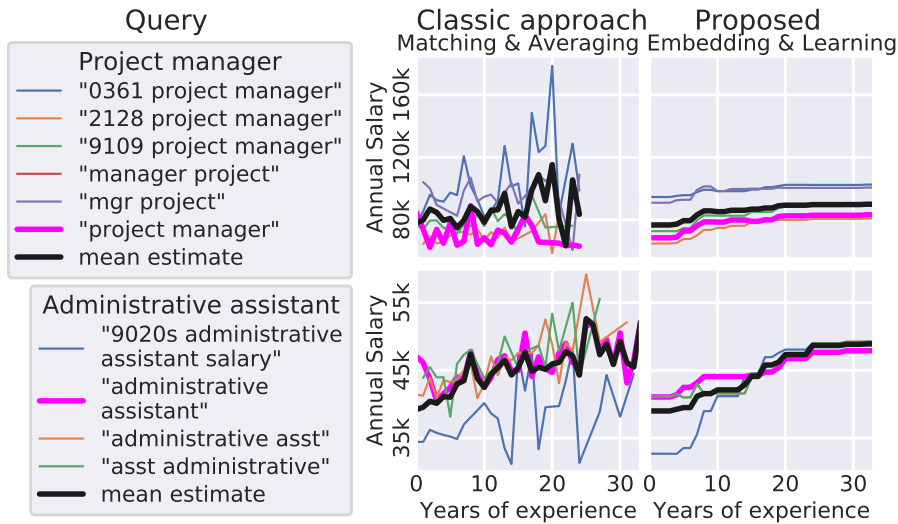 Query
Project manager
"0361 project manager"
"2128 project manager"
"9109 project manager"
"manager project"
"mgr project"
"project manager"
mean estimate
Administrative assistant
"9020s administrative
assistant salary"
"administrative
assistant"
"administrative asst"
"asst administrative"
mean estimate
Classic approach
Matching & Averaging
Proposed
Embedding & Learning
Annual Salary
160k
120k
80k
Annual Salary
55k
45k
35k
0 10 20 30
Years of experience
0 10 20 30
Years of experience